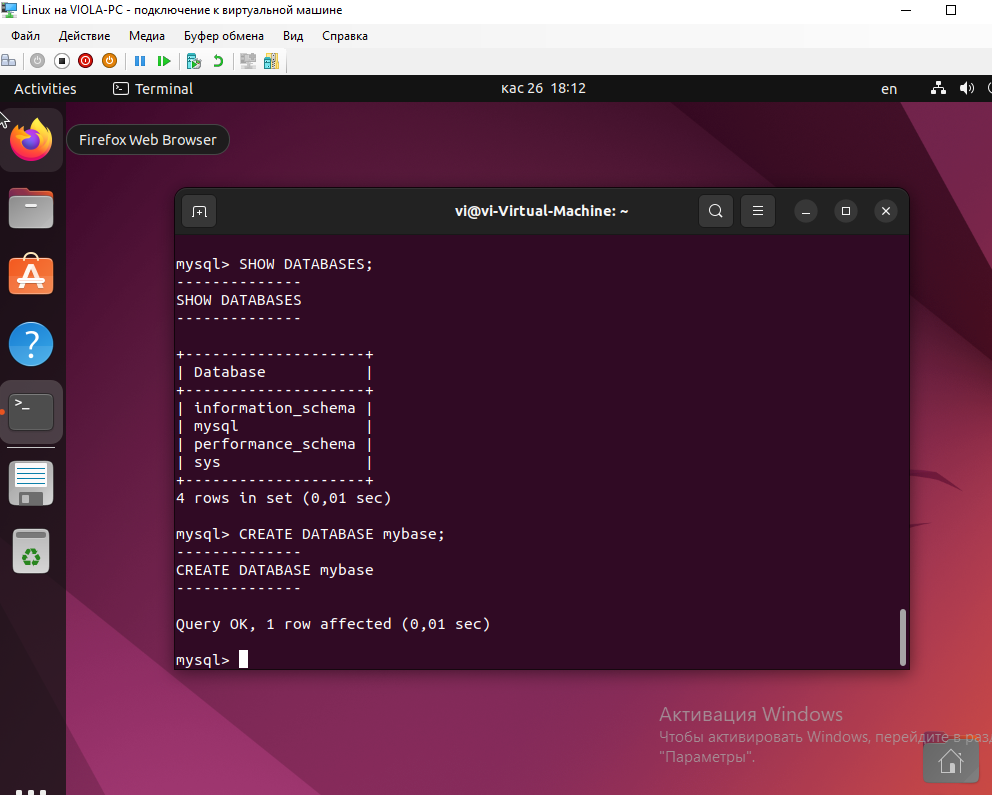 Linux на VIOLA-PC - подключение к виртуальной машине
Файл Действие Медиа Буфер обмена Вид Справка
Activities Terminal кас 26 18:12 en
Firefox Web Browser
vi@vi-Virtual-Machine: ~
mysql> SHOW DATABASES;
--------------
SHOW DATABASES
--------------
+--------------------+
| Database           |
+--------------------+
| information_schema |
| mysql              |
| performance_schema |
| sys                |
+--------------------+
4 rows in set (0,01 sec)
mysql> CREATE DATABASE mybase;
--------------
CREATE DATABASE mybase
--------------
Query OK, 1 row affected (0,01 sec)
mysql>
Активация Windows
Чтобы активировать Windows, перейдите в разд
"Параметры".